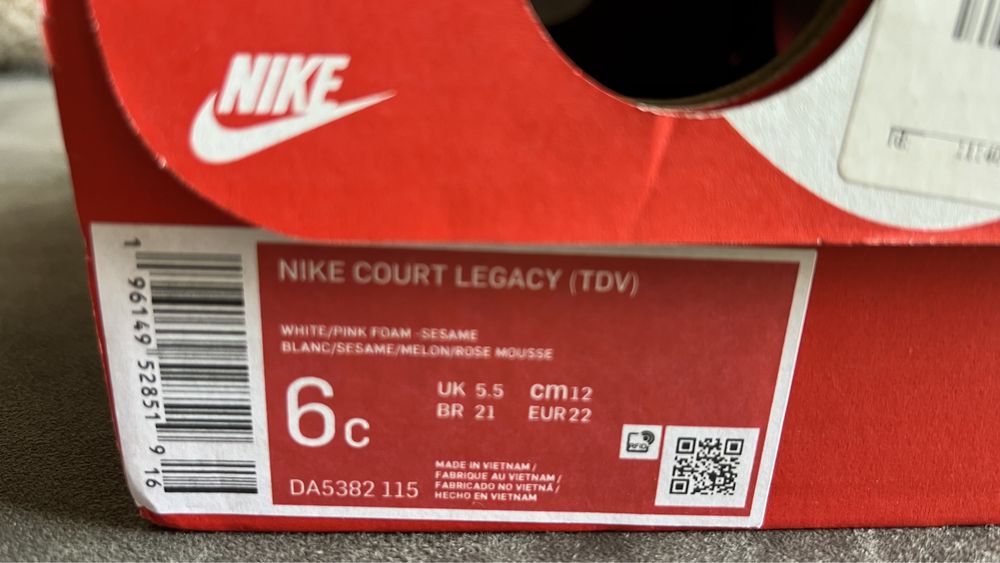 NIKE
NIKE COURT LEGACY (TDV)
WHITE/PINK FOAM-SESAME
BLANC/SESAME/MELON/ROSE MOUSSE
6c
UK 5.5 cm12
BR 21 EUR22
DA5382 115
MADE IN VIETNAM /
FABRIQUE AU VIETNAM /
FABRICADO NO VIETNÃ /
HECHO EN VIETNAM
RFID
1 96149 52851 9 16